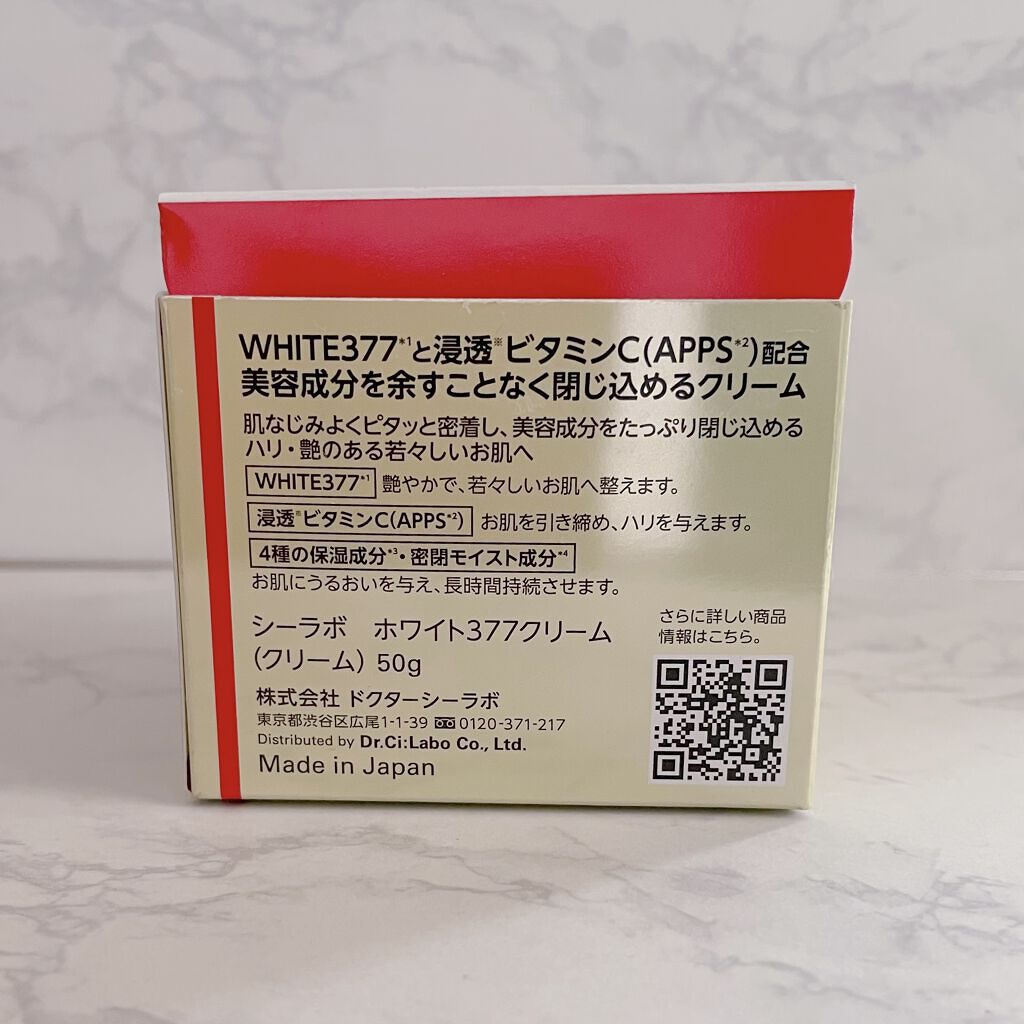 WHITE377*1と浸透※ビタミンC(APPS*2)配合
美容成分を余すことなく閉じ込めるクリーム
肌なじみよくピタッと密着し、美容成分をたっぷり閉じ込める
ハリ・艶のある若々しいお肌へ
WHITE377*1 艶やかで、若々しいお肌へ整えます。
浸透※ビタミンC(APPS*2) お肌を引き締め、ハリを与えます。
4種の保湿成分*3・密閉モイスト成分*4
お肌にうるおいを与え、長時間持続させます。
シーラボ ホワイト377クリーム
(クリーム) 50g
株式会社 ドクターシーラボ
東京都渋谷区広尾1-1-39 0120-371-217
Distributed by Dr.Ci:Labo Co., Ltd.
Made in Japan
さらに詳しい商品
情報はこちら。